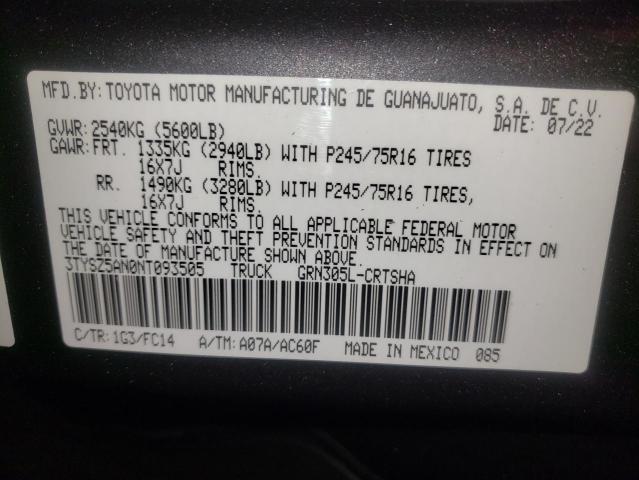 MFD.BY: TOYOTA MOTOR MANUFACTURING DE GUANAJUATO, S.A. DE C.V.
DATE: 07/22
GVWR: 2540KG (5600LB)
GAWR: FRT. 1335KG (2940LB) WITH P245/75R16 TIRES
16X7J RIMS.
RR. 1490KG (3280LB) WITH P245/75R16 TIRES,
16X7J RIMS,
THIS VEHICLE CONFORMS TO ALL APPLICABLE FEDERAL MOTOR
VEHICLE SAFETY AND THEFT PREVENTION STANDARDS IN EFFECT ON
THE DATE OF MANUFACTURE SHOWN ABOVE.
3TYSZ5AN0NT093505 TRUCK GRN305L-CRTSHA
C/TR: 1G3/FC14 A/TM: A07A/AC60F MADE IN MEXICO 085